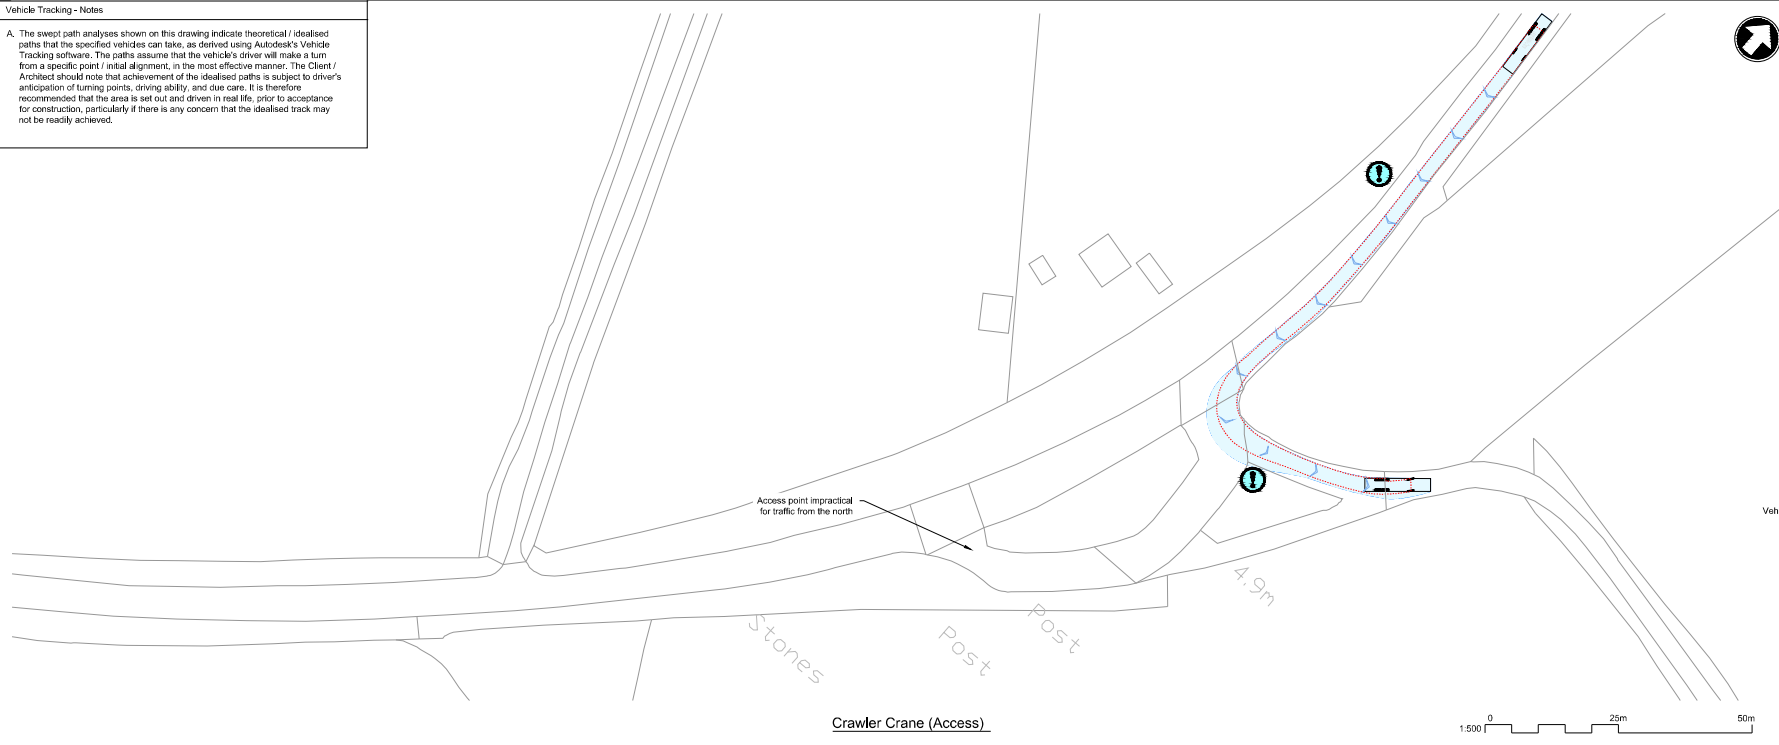 Vehicle Tracking - Notes
A. The swept path analyses shown on this drawing indicate theoretical / idealised
paths that the specified vehicles can take, as derived using Autodesk's Vehicle
Tracking software. The paths assume that the vehicle's driver will make a turn
from a specific point / initial alignment, in the most effective manner. The Client /
Architect should note that achievement of the idealised paths is subject to driver's
anticipation of turning points, driving ability, and due care. It is therefore
recommended that the area is set out and driven in real life, prior to acceptance
for construction, particularly if there is any concern that the idealised track may
not be readily achieved.
!
!
Access point impractical
for traffic from the north
Veh
4.9m
Post
Stones
Post
Crawler Crane (Access)
0 25m 50m
1:500